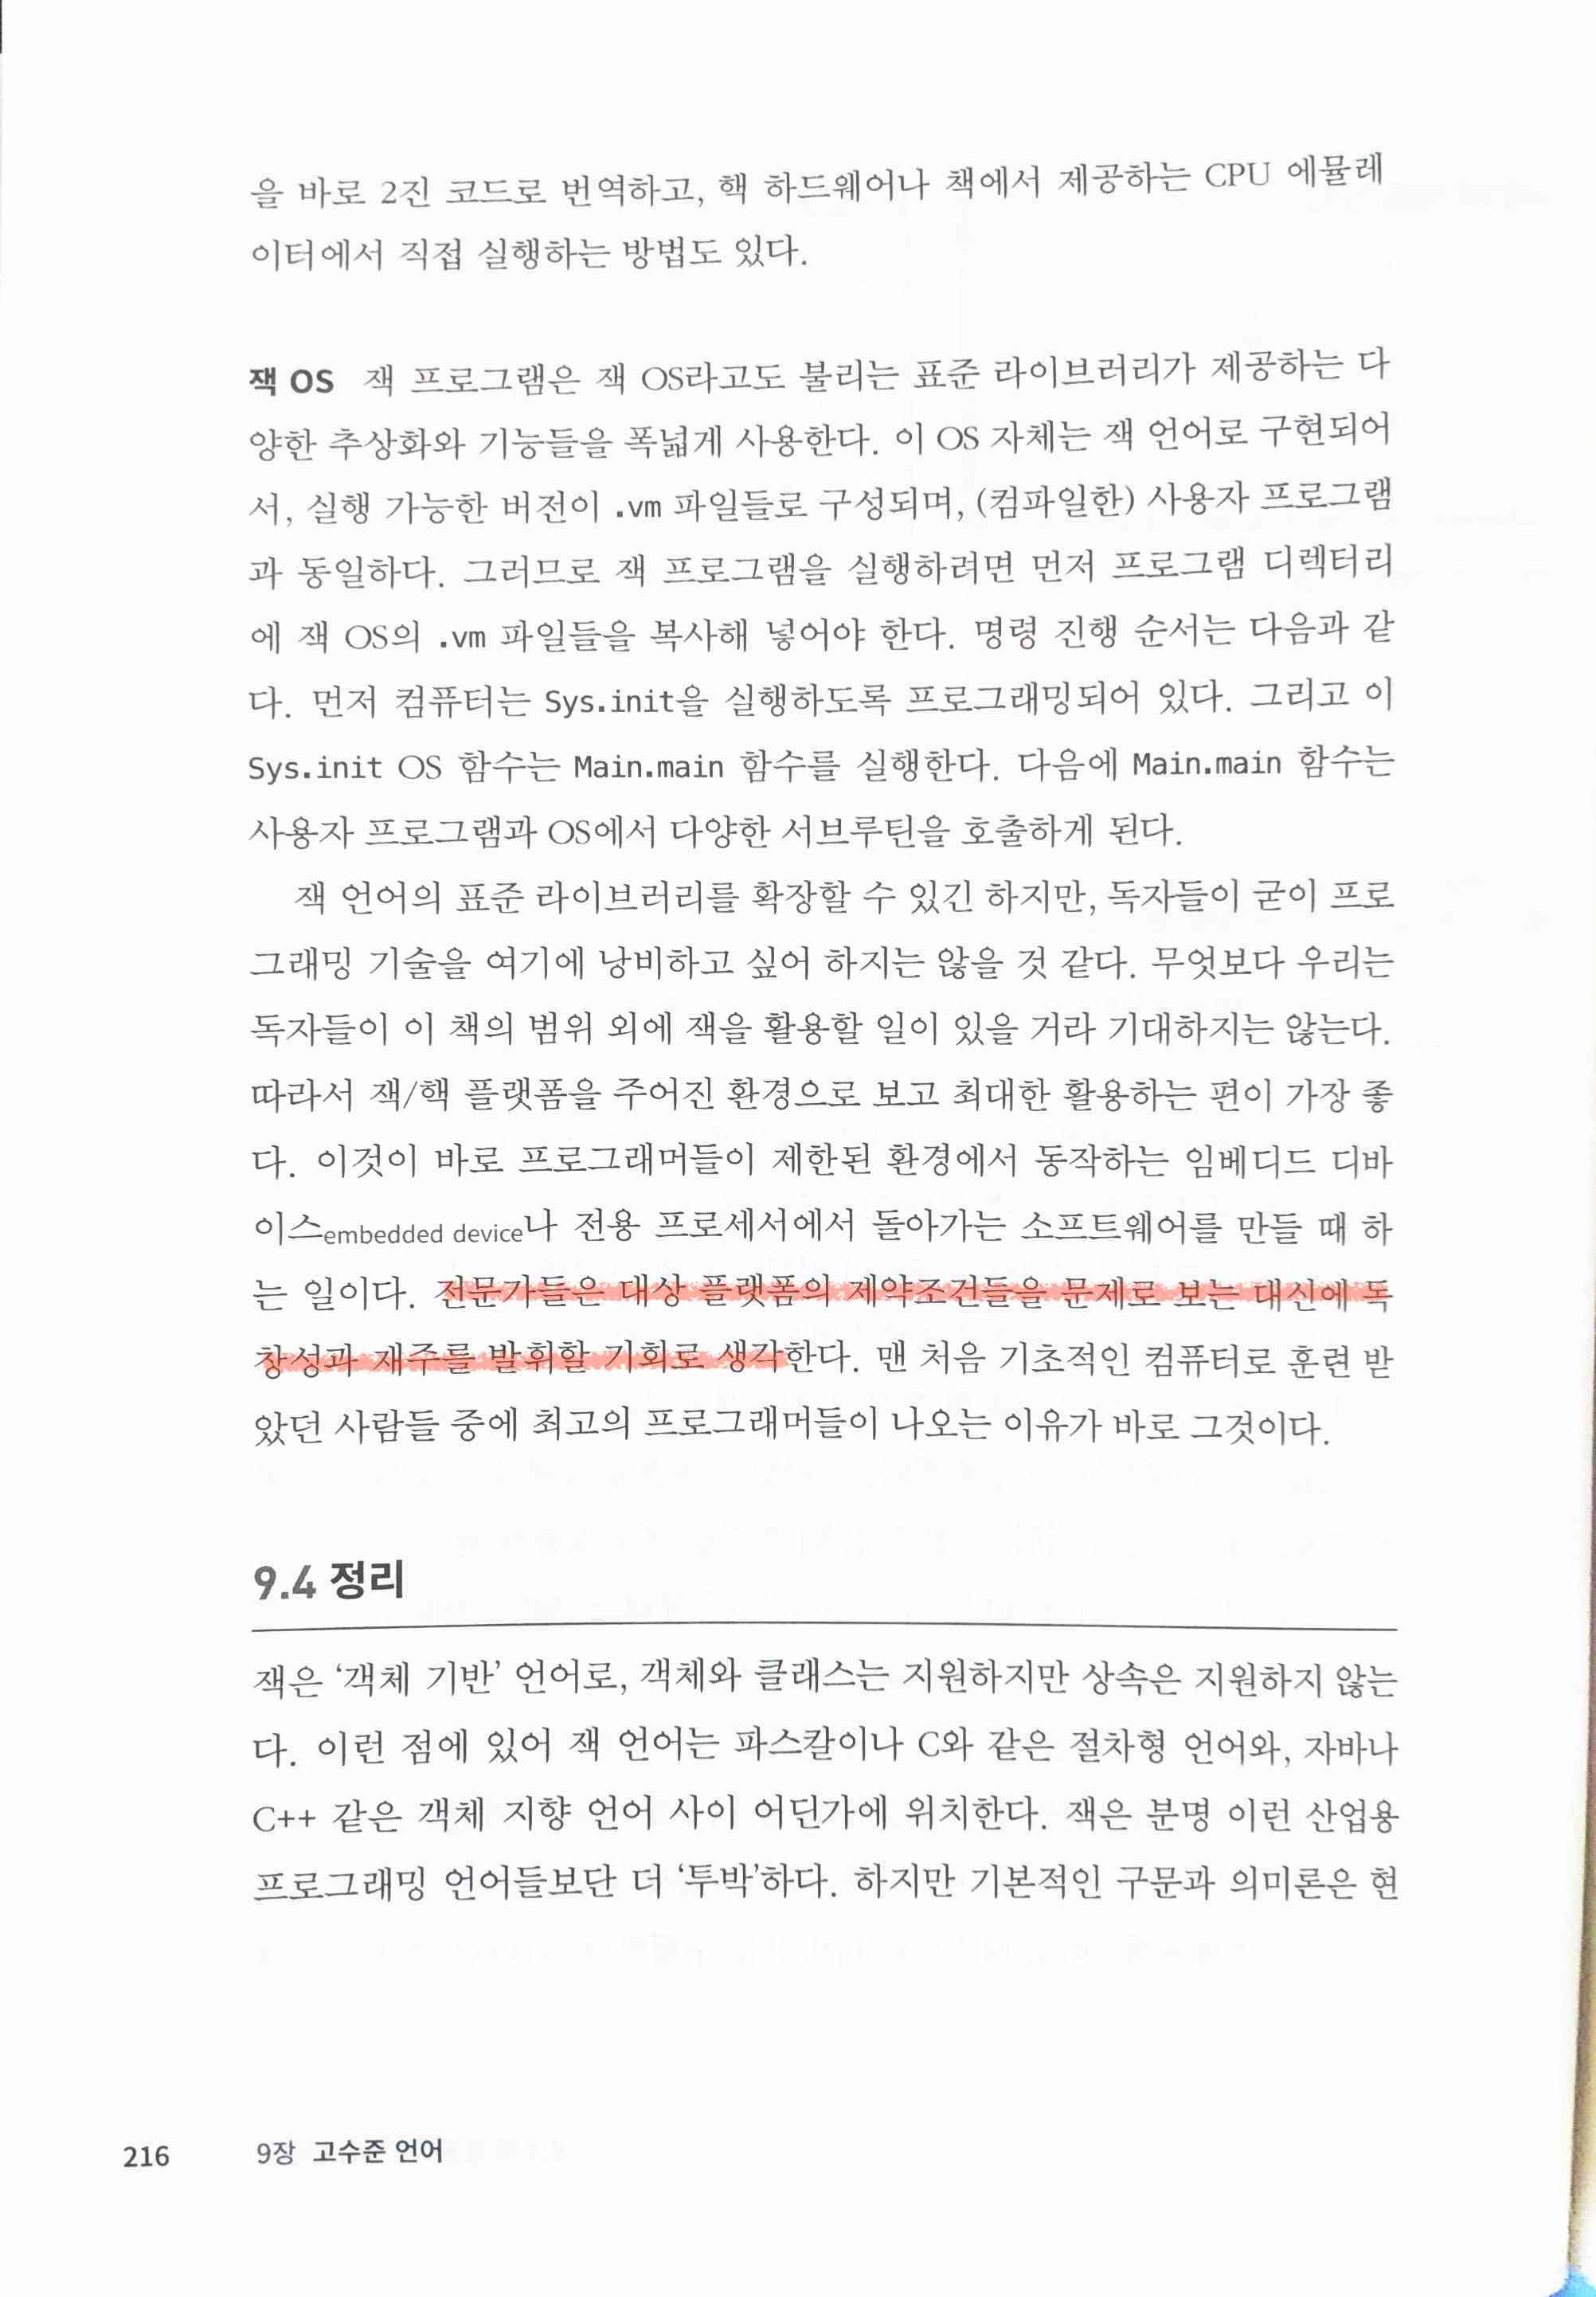 을 바로 2진 코드로 번역하고, 핵 하드웨어나 책에서 제공하는 CPU 에뮬레
이터에서 직접 실행하는 방법도 있다.
잭 OS 잭 프로그램은 잭 OS라고도 불리는 표준 라이브러리가 제공하는 다
양한 추상화와 기능들을 폭넓게 사용한다. 이 OS 자체는 잭 언어로 구현되어
서, 실행 가능한 버전이 .vm 파일들로 구성되며, (컴파일한) 사용자 프로그램
과 동일하다. 그러므로 잭 프로그램을 실행하려면 먼저 프로그램 디렉터리
에 잭 OS의 .vm 파일들을 복사해 넣어야 한다. 명령 진행 순서는 다음과 같
다. 먼저 컴퓨터는 Sys.init을 실행하도록 프로그래밍되어 있다. 그리고 이
Sys.init OS 함수는 Main.main 함수를 실행한다. 다음에 Main.main 함수는
사용자 프로그램과 OS에서 다양한 서브루틴을 호출하게 된다.
잭 언어의 표준 라이브러리를 확장할 수 있긴 하지만, 독자들이 굳이 프로
그래밍 기술을 여기에 낭비하고 싶어 하지는 않을 것 같다. 무엇보다 우리는
독자들이 이 책의 범위 외에 잭을 활용할 일이 있을 거라 기대하지는 않는다.
따라서 잭/핵 플랫폼을 주어진 환경으로 보고 최대한 활용하는 편이 가장 좋
다. 이것이 바로 프로그래머들이 제한된 환경에서 동작하는 임베디드 디바
이스embedded device나 전용 프로세서에서 돌아가는 소프트웨어를 만들 때 하
는 일이다. 전문가들은 대상 플랫폼의 제약조건들을 문제로 보는 대신에 독
창성과 재주를 발휘할 기회로 생각한다. 맨 처음 기초적인 컴퓨터로 훈련 받
았던 사람들 중에 최고의 프로그래머들이 나오는 이유가 바로 그것이다.
9.4 정리
잭은 ‘객체 기반’ 언어로, 객체와 클래스는 지원하지만 상속은 지원하지 않는
다. 이런 점에 있어 잭 언어는 파스칼이나 C와 같은 절차형 언어와, 자바나
C++ 같은 객체 지향 언어 사이 어딘가에 위치한다. 잭은 분명 이런 산업용
프로그래밍 언어들보단 더 ‘투박’하다. 하지만 기본적인 구문과 의미론은 현
216 9장 고수준 언어